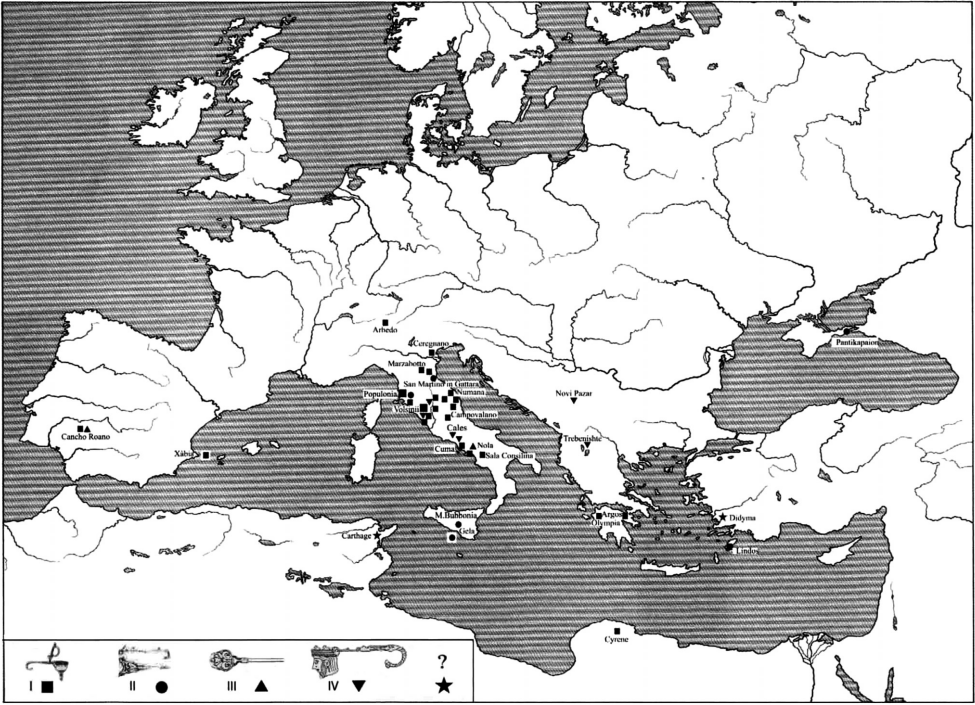 Arbedo
Ceregnano
Pantikapaion
Marzabotto
San Martino in Gattara
Populonia
Numana
Novi Pazar
Volsinii
Campovalano
Cales
Cancho Roano
Trebenishte
Nola
Cuma
Xàbia
Sala Consilina
M.Bubbonia
Argos
Didyma
Olympia
Gela
Carthage
Lindos
Cyrene
?
I II III IV